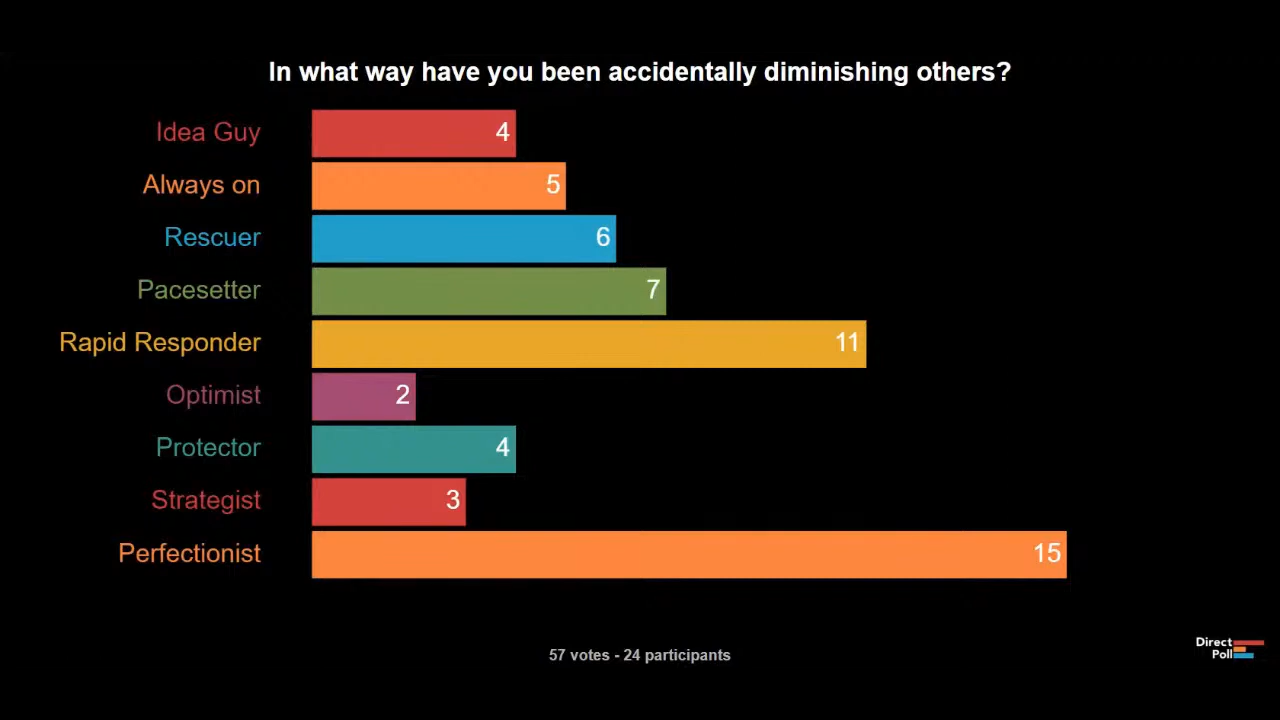 In what way have you been accidentally diminishing others?
Idea Guy 4
Always on 5
Rescuer 6
Pacesetter 7
Rapid Responder 11
Optimist 2
Protector 4
Strategist 3
Perfectionist 15
57 votes - 24 participants
Direct
Poll